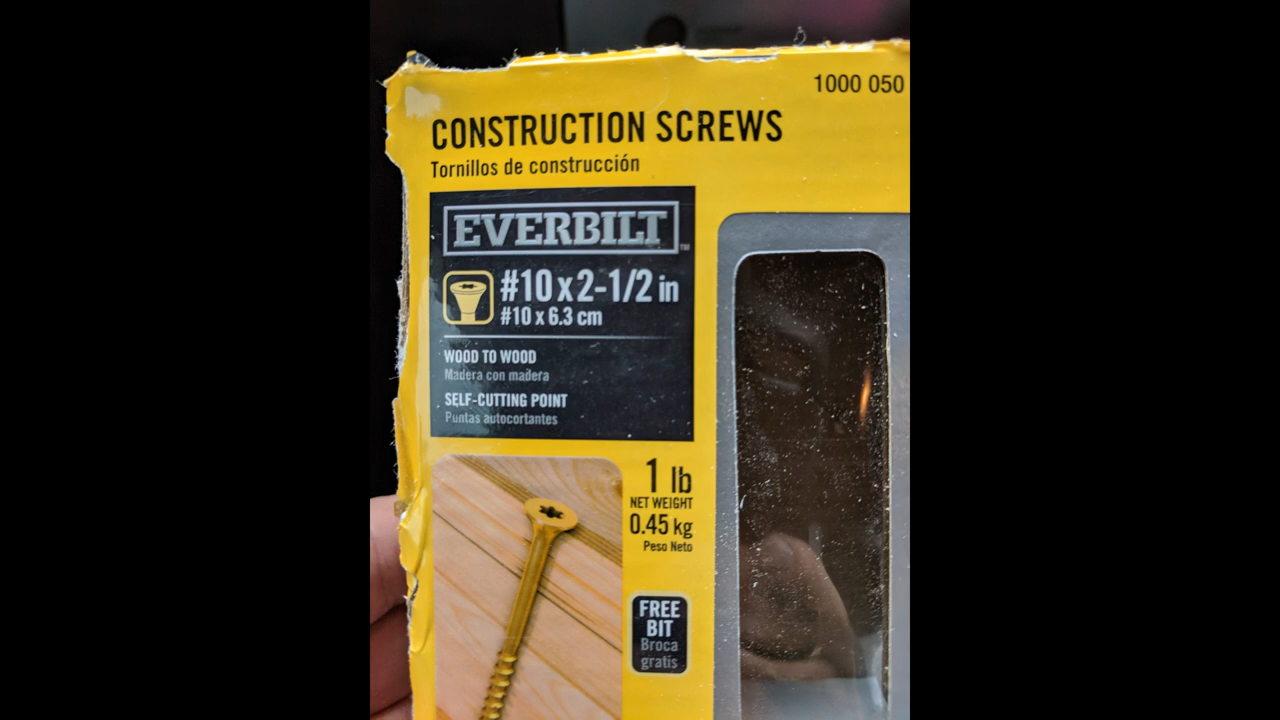 1000 050
CONSTRUCTION SCREWS
Tornillos de construcción
EVERBILT™
#10 x 2-1/2 in
#10 x 6.3 cm
WOOD TO WOOD
Madera con madera
SELF-CUTTING POINT
Puntas autocortantes
1 lb
NET WEIGHT
0.45 kg
Peso Neto
FREE
BIT
Broca
gratis